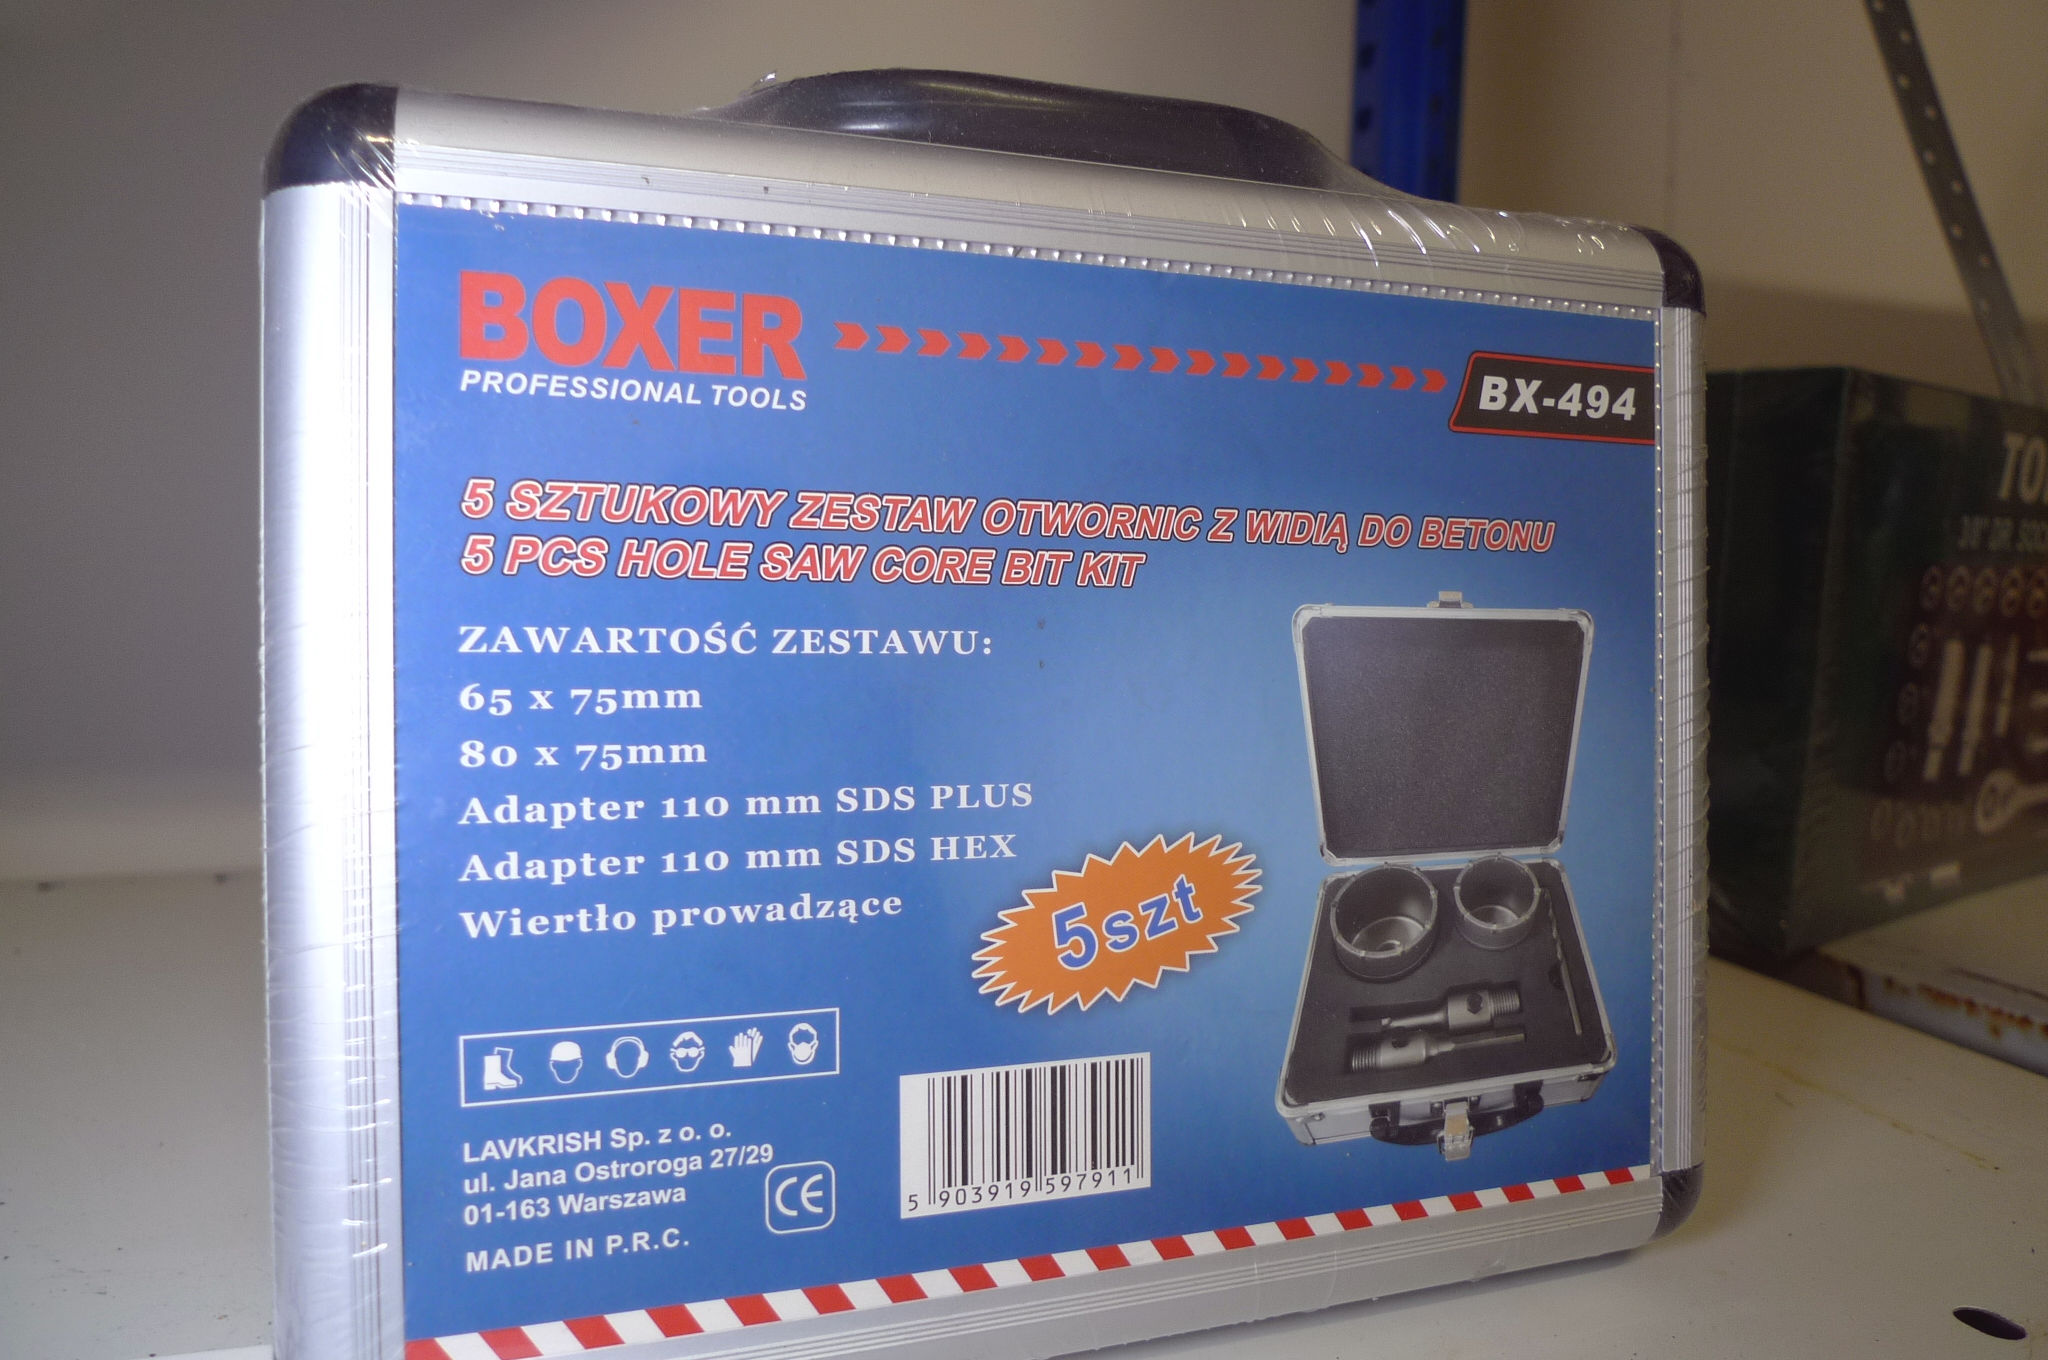 BOXER
PROFESSIONAL TOOLS
BX-494
5 SZTUKOWY ZESTAW OTWORNIC Z WIDIĄ DO BETONU
5 PCS HOLE SAW CORE BIT KIT
ZAWARTOŚĆ ZESTAWU:
65 x 75mm
80 x 75mm
Adapter 110 mm SDS PLUS
Adapter 110 mm SDS HEX
Wiertło prowadzące
5szt
LAVKRISH Sp. z o. o.
ul. Jana Ostroroga 27/29
01-163 Warszawa
MADE IN P.R.C.
CE
5 903919 597911